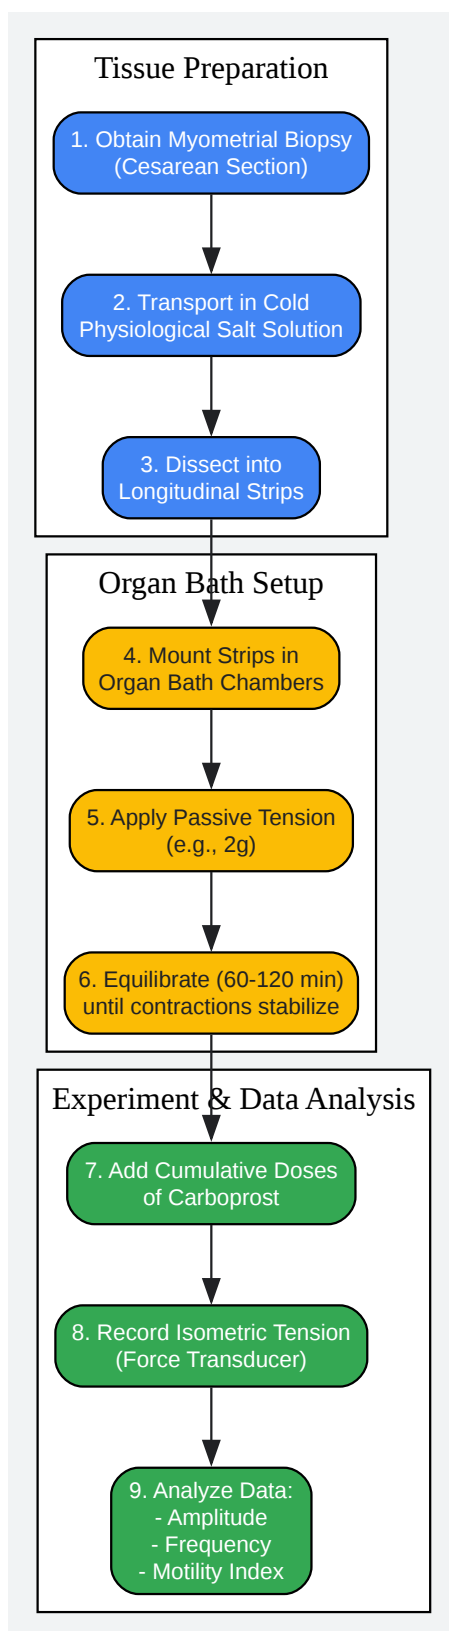 Tissue Preparation
1. Obtain Myometrial Biopsy
(Cesarean Section)
2. Transport in Cold
Physiological Salt Solution
3. Dissect into
Longitudinal Strips
Organ Bath Setup
4. Mount Strips in
Organ Bath Chambers
5. Apply Passive Tension
(e.g., 2g)
6. Equilibrate (60-120 min)
until contractions stabilize
Experiment & Data Analysis
7. Add Cumulative Doses
of Carboprost
8. Record Isometric Tension
(Force Transducer)
9. Analyze Data:
- Amplitude
- Frequency
- Motility Index